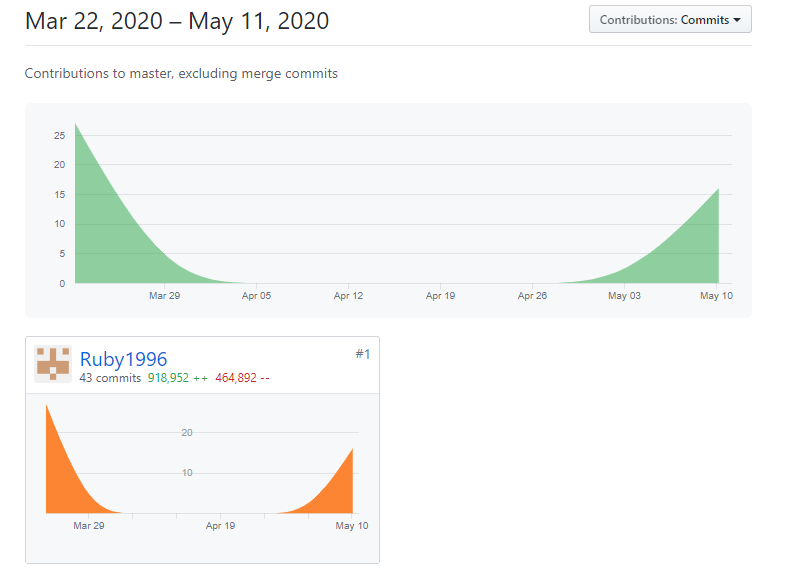 Mar 22, 2020 – May 11, 2020
Contributions: Commits
Contributions to master, excluding merge commits
25
20
15
10
5
0
Mar 29 Apr 05 Apr 12 Apr 19 Apr 26 May 03 May 10
Ruby1996 #1
43 commits 918,952 ++ 464,892 --
20
10
Mar 29 Apr 19 May 10